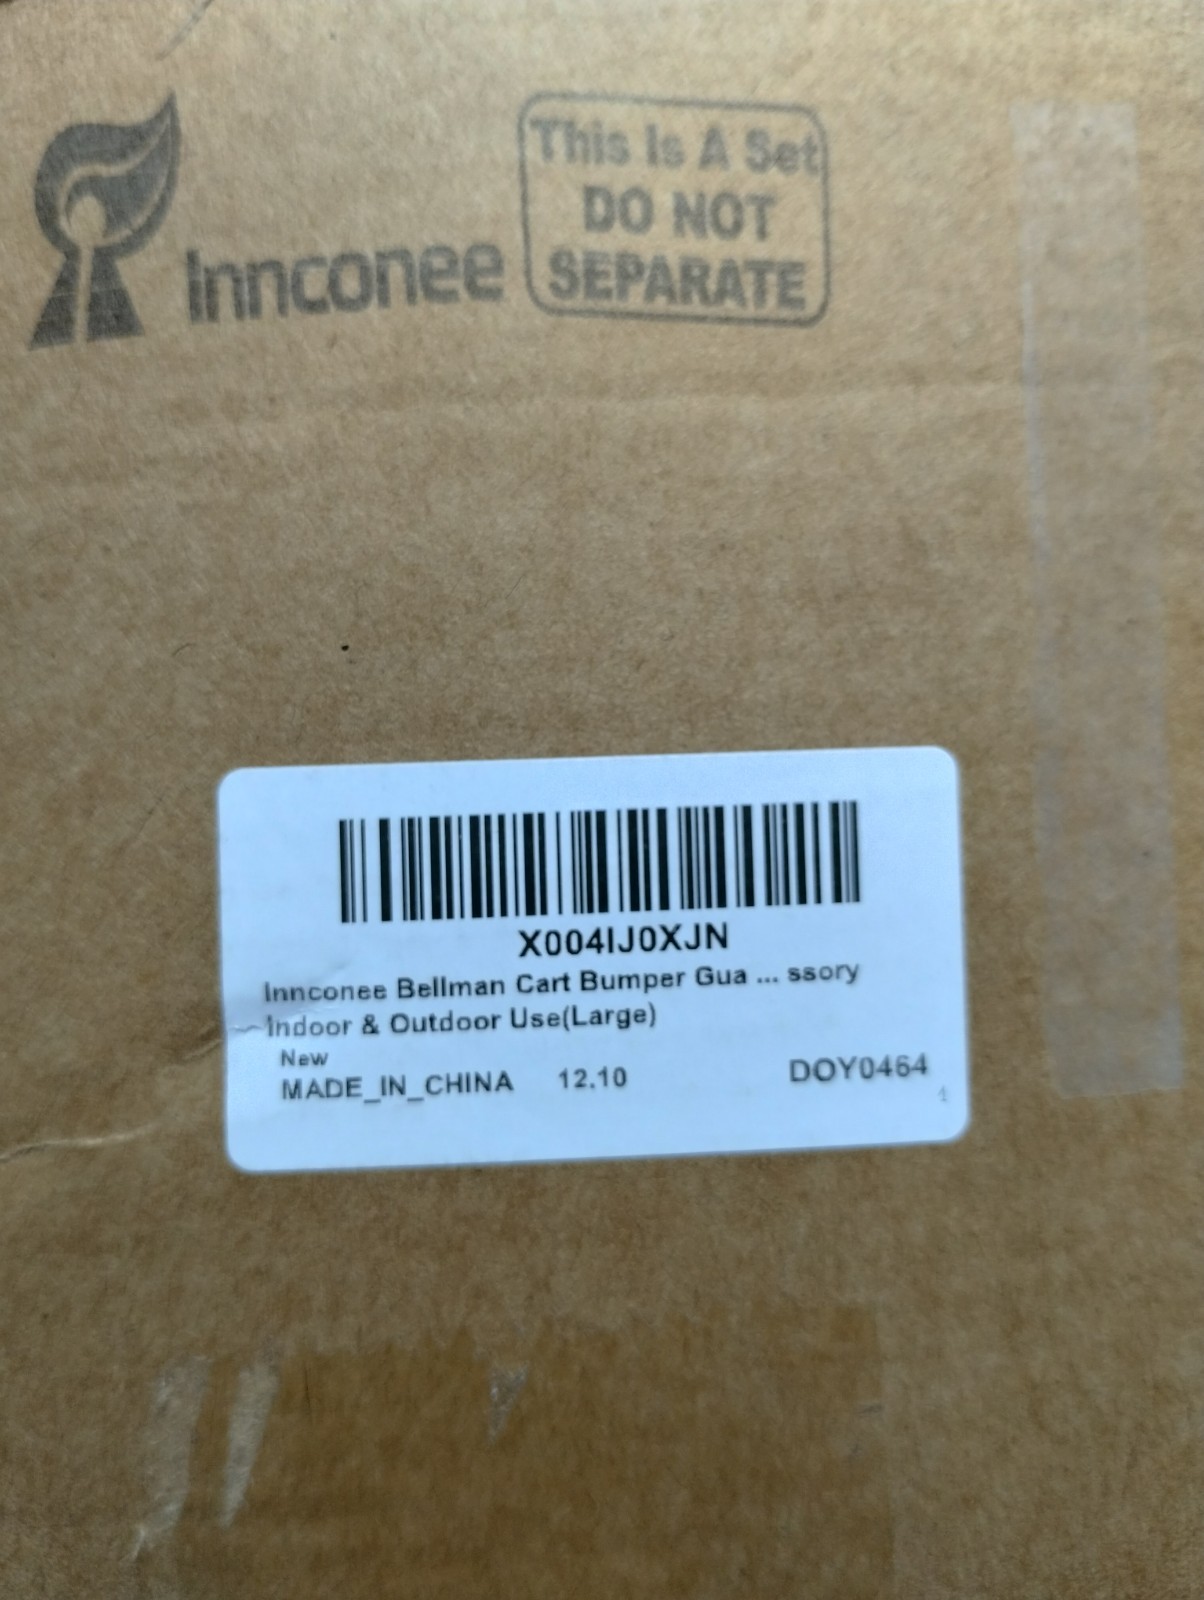 Innconee
This Is A Set
DO NOT
SEPARATE
X004IJ0XJN
Innconee Bellman Cart Bumper Gua ... ssory
Indoor & Outdoor Use(Large)
New
MADE_IN_CHINA 12.10 DOY0464
1